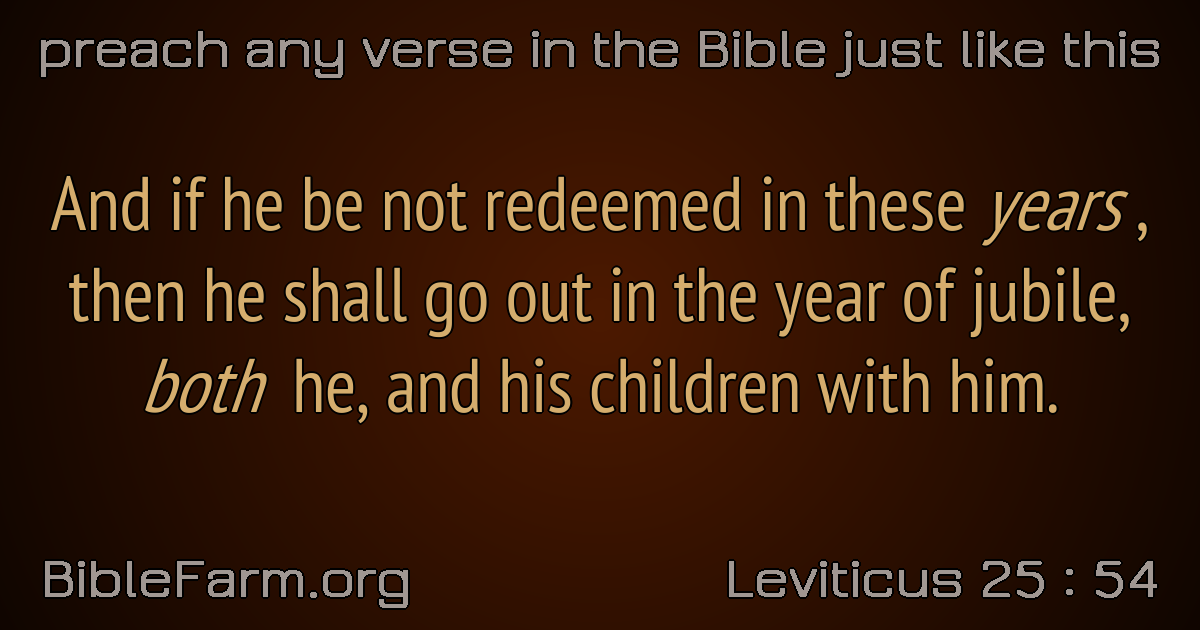 preach any verse in the Bible just like this
And if he be not redeemed in these years ,
then he shall go out in the year of jubile,
both he, and his children with him.
BibleFarm.org
Leviticus 25 : 54